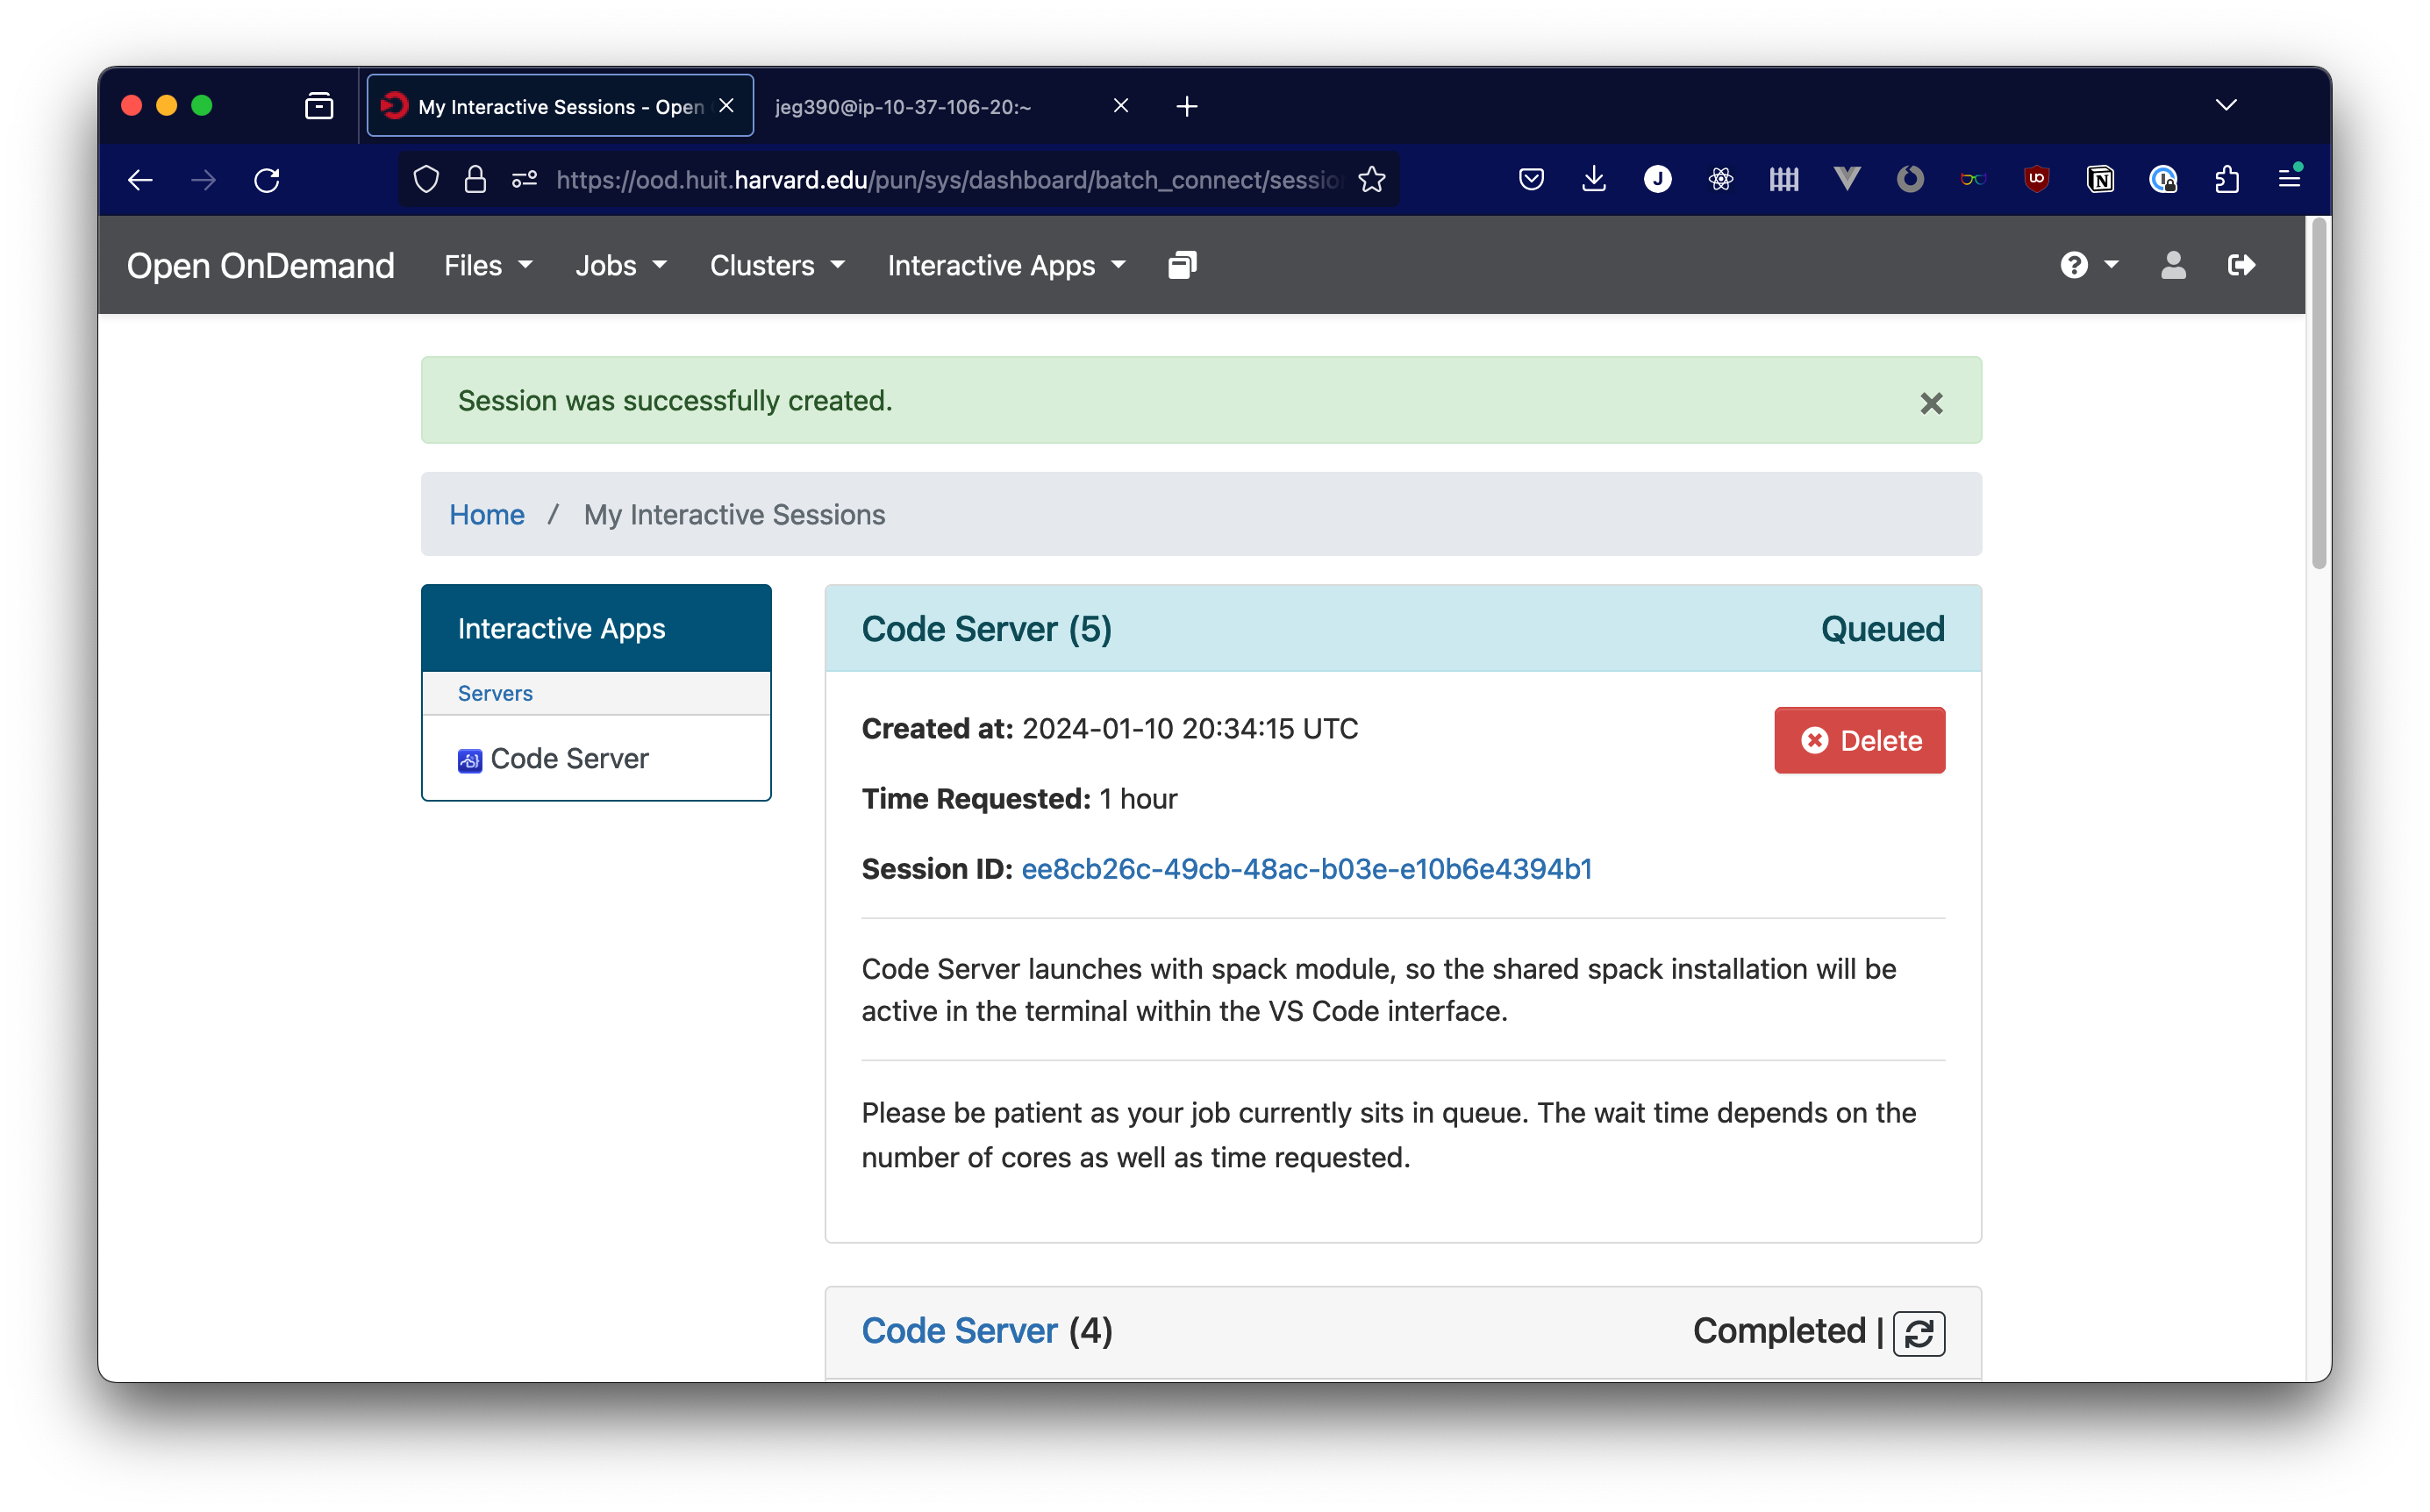 My Interactive Sessions - Open
jeg390@ip-10-37-106-20:~
https://ood.huit.harvard.edu/pun/sys/dashboard/batch_connect/sessio
Open OnDemand Files Jobs Clusters Interactive Apps
Session was successfully created.
Home / My Interactive Sessions
Interactive Apps
Servers
Code Server
Code Server (5) Queued
Created at: 2024-01-10 20:34:15 UTC
Delete
Time Requested: 1 hour
Session ID: ee8cb26c-49cb-48ac-b03e-e10b6e4394b1
Code Server launches with spack module, so the shared spack installation will be
active in the terminal within the VS Code interface.
Please be patient as your job currently sits in queue. The wait time depends on the
number of cores as well as time requested.
Code Server (4) Completed |